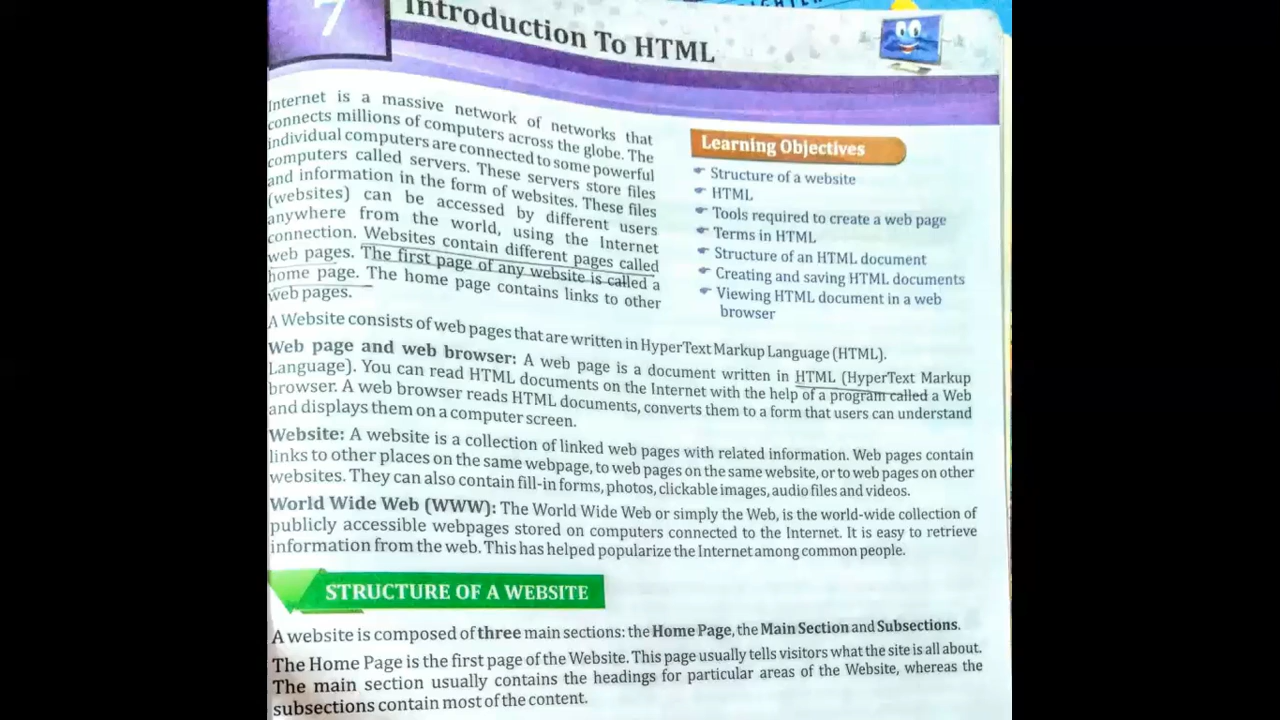 7
Introduction To HTML
Internet is a massive network of networks that
connects millions of computers across the globe. The
individual computers are connected to some powerful
computers called servers. These servers store files
and information in the form of websites. These files
(websites) can be accessed by different users
anywhere from the world, using the Internet
connection. Websites contain different pages called
web pages. The first page of any website is called a
home page. The home page contains links to other
web pages.
Learning Objectives
Structure of a website
HTML
Tools required to create a web page
Terms in HTML
Structure of an HTML document
Creating and saving HTML documents
Viewing HTML document in a web
browser
A Website consists of web pages that are written in HyperText Markup Language (HTML).
Web page and web browser: A web page is a document written in HTML (HyperText Markup
Language). You can read HTML documents on the Internet with the help of a program called a Web
browser. A web browser reads HTML documents, converts them to a form that users can understand
and displays them on a computer screen.
Website: A website is a collection of linked web pages with related information. Web pages contain
links to other places on the same webpage, to web pages on the same website, or to web pages on other
websites. They can also contain fill-in forms, photos, clickable images, audio files and videos.
World Wide Web (WWW): The World Wide Web or simply the Web, is the world-wide collection of
publicly accessible webpages stored on computers connected to the Internet. It is easy to retrieve
information from the web. This has helped popularize the Internet among common people.
STRUCTURE OF A WEBSITE
A website is composed of three main sections: the Home Page, the Main Section and Subsections.
The Home Page is the first page of the Website. This page usually tells visitors what the site is all about.
The main section usually contains the headings for particular areas of the Website, whereas the
subsections contain most of the content.